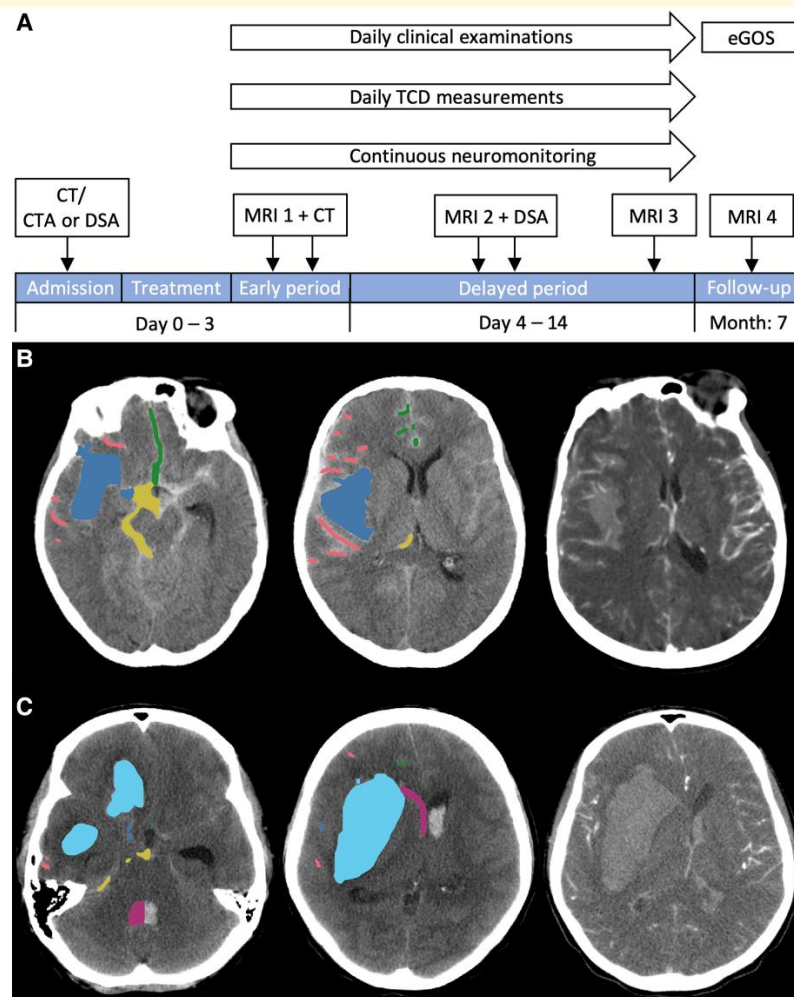 A
Daily clinical examinations
eGOS
Daily TCD measurements
Continuous neuromonitoring
CT/
CTA or DSA
MRI 1 + CT
MRI 2 + DSA
MRI 3
MRI 4
Admission
Treatment
Early period
Delayed period
Follow-up
Day 0 – 3
Day 4 – 14
Month: 7
B
C